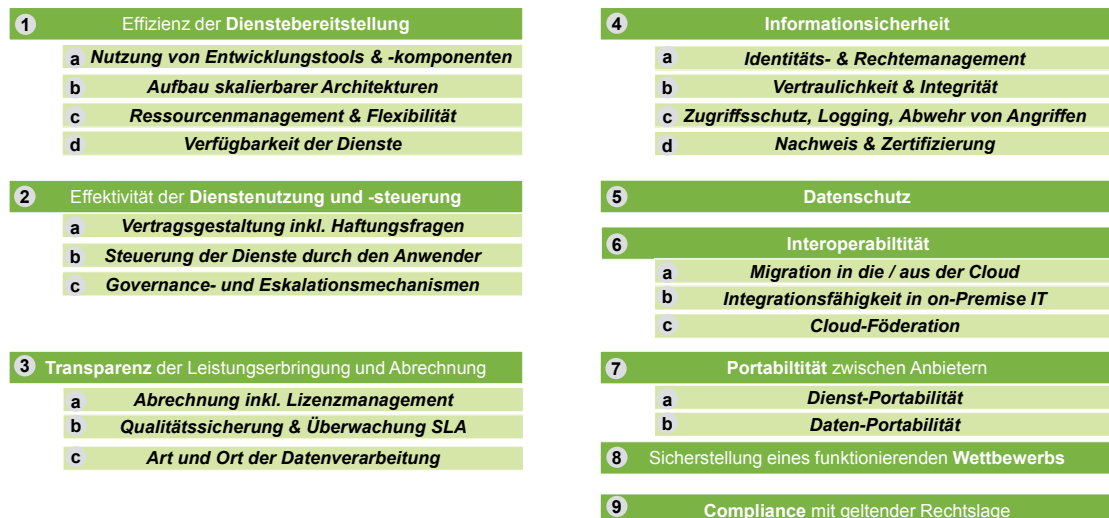 1 Effizienz der Dienstebereitstellung
a Nutzung von Entwicklungstools & -komponenten
b Aufbau skalierbarer Architekturen
c Ressourcenmanagement & Flexibilität
d Verfügbarkeit der Dienste
2 Effektivität der Dienstenutzung und -steuerung
a Vertragsgestaltung inkl. Haftungsfragen
b Steuerung der Dienste durch den Anwender
c Governance- und Eskalationsmechanismen
3 Transparenz der Leistungserbringung und Abrechnung
a Abrechnung inkl. Lizenzmanagement
b Qualitätssicherung & Überwachung SLA
c Art und Ort der Datenverarbeitung
4 Informationsicherheit
a Identitäts- & Rechtemanagement
b Vertraulichkeit & Integrität
c Zugriffsschutz, Logging, Abwehr von Angriffen
d Nachweis & Zertifizierung
5 Datenschutz
6 Interoperabiltität
a Migration in die / aus der Cloud
b Integrationsfähigkeit in on-Premise IT
c Cloud-Föderation
7 Portabiltität zwischen Anbietern
a Dienst-Portabilität
b Daten-Portabilität
8 Sicherstellung eines funktionierenden Wettbewerbs
9 Compliance mit geltender Rechtslage